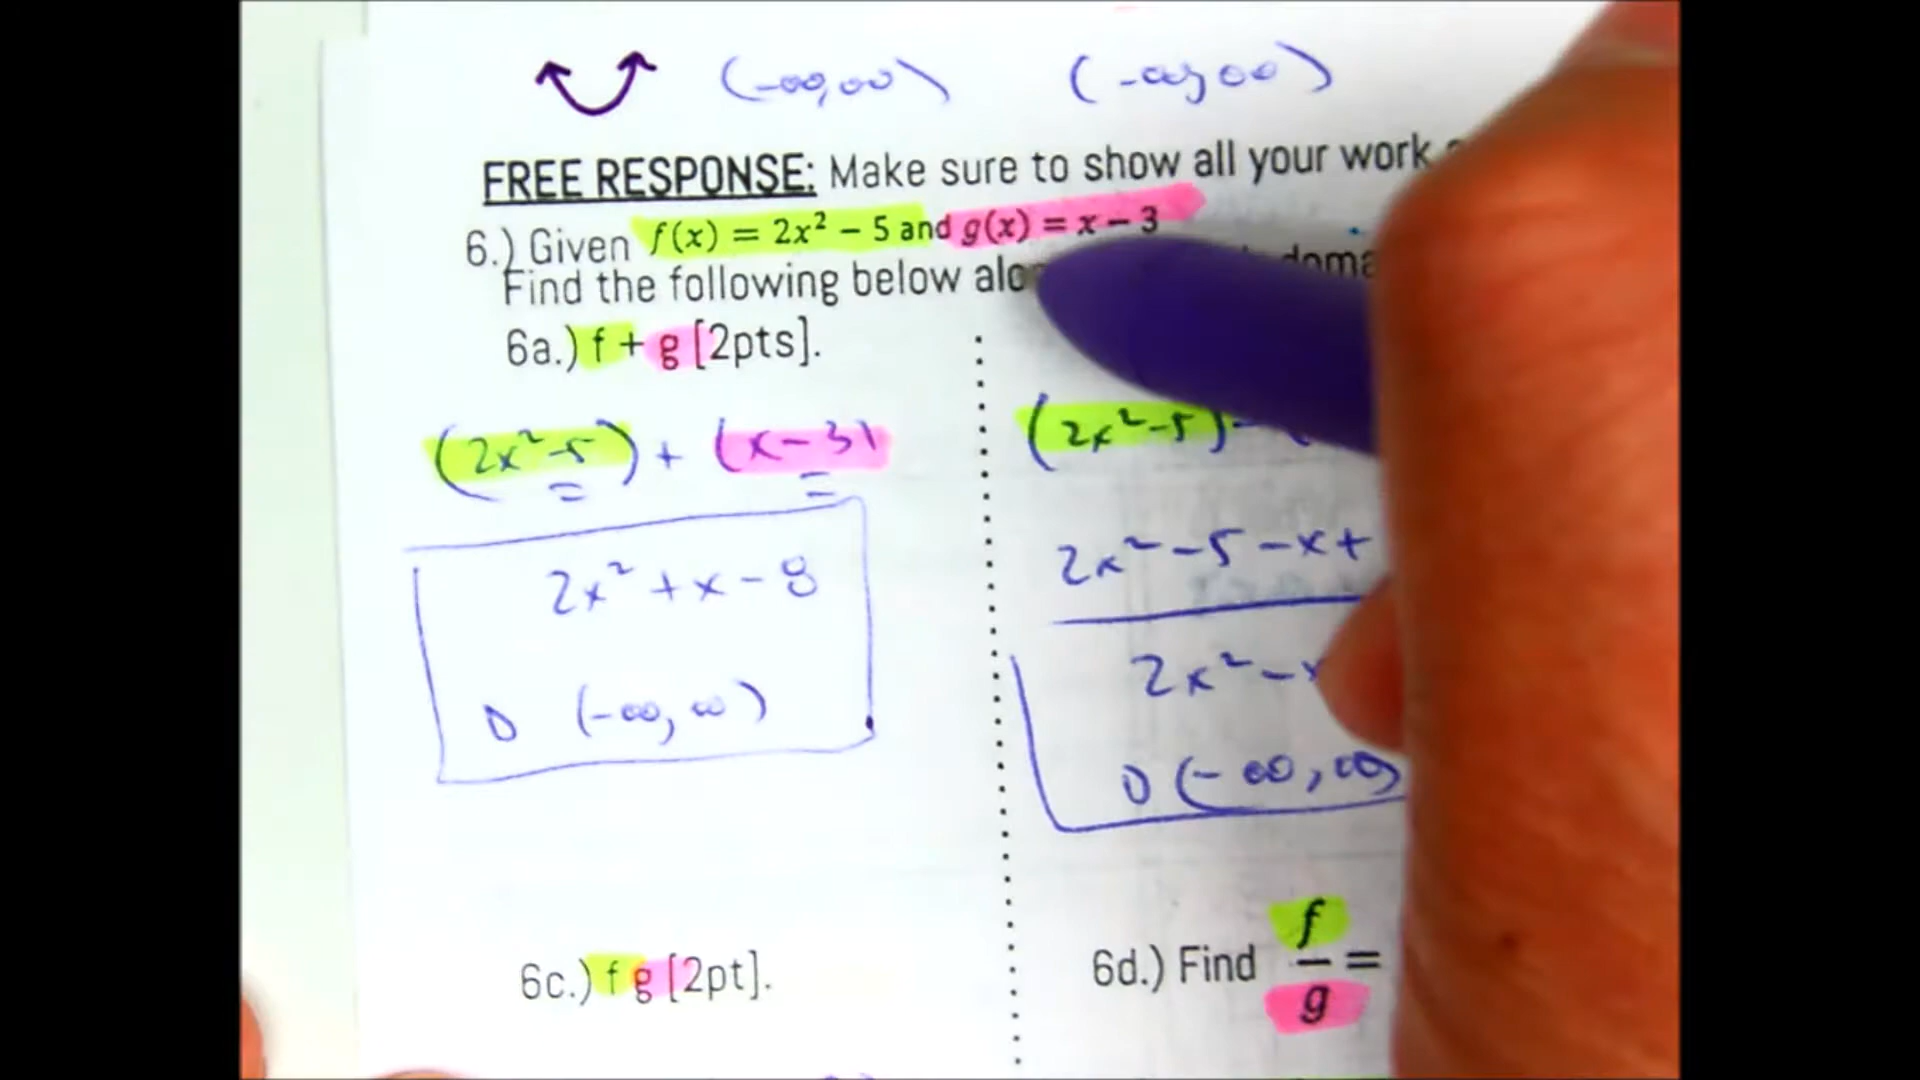 (-∞,∞) (-∞,∞)
FREE RESPONSE: Make sure to show all your work
6.) Given f(x) = 2x² − 5 and g(x) = x − 3
Find the following below
6a.) f + g [2pts].
(2x²-5) + (x-3)
2x² + x - 8
D (-∞, ∞)
(2x²-5) -
2x² - 5 - x +
2x² - x
D (-∞, ∞)
6c.) f g [2pt].
6d.) Find f/g =